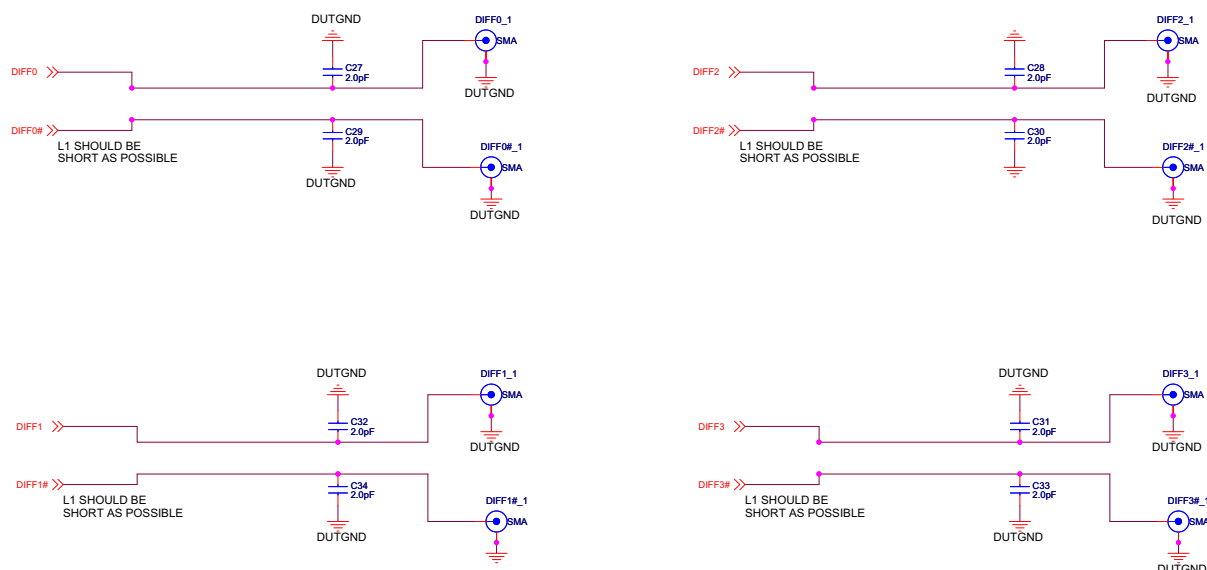 DUTGND
DIFF0_1
SMA
DIFF0
C27
2.0pF
DUTGND
DIFF0#
C29
2.0pF
L1 SHOULD BE
SHORT AS POSSIBLE
DIFF0#_1
SMA
DUTGND
DUTGND
DIFF2_1
SMA
DIFF2
C28
2.0pF
DUTGND
DIFF2#
C30
2.0pF
L1 SHOULD BE
SHORT AS POSSIBLE
DIFF2#_1
SMA
DUTGND
DUTGND
DIFF1_1
SMA
DIFF1
C32
2.0pF
DUTGND
DIFF1#
C34
2.0pF
L1 SHOULD BE
SHORT AS POSSIBLE
DIFF1#_1
SMA
DUTGND
DUTGND
DIFF3_1
SMA
DIFF3
C31
2.0pF
DUTGND
DIFF3#
C33
2.0pF
L1 SHOULD BE
SHORT AS POSSIBLE
DIFF3#_1
SMA
DUTGND
DUTGND